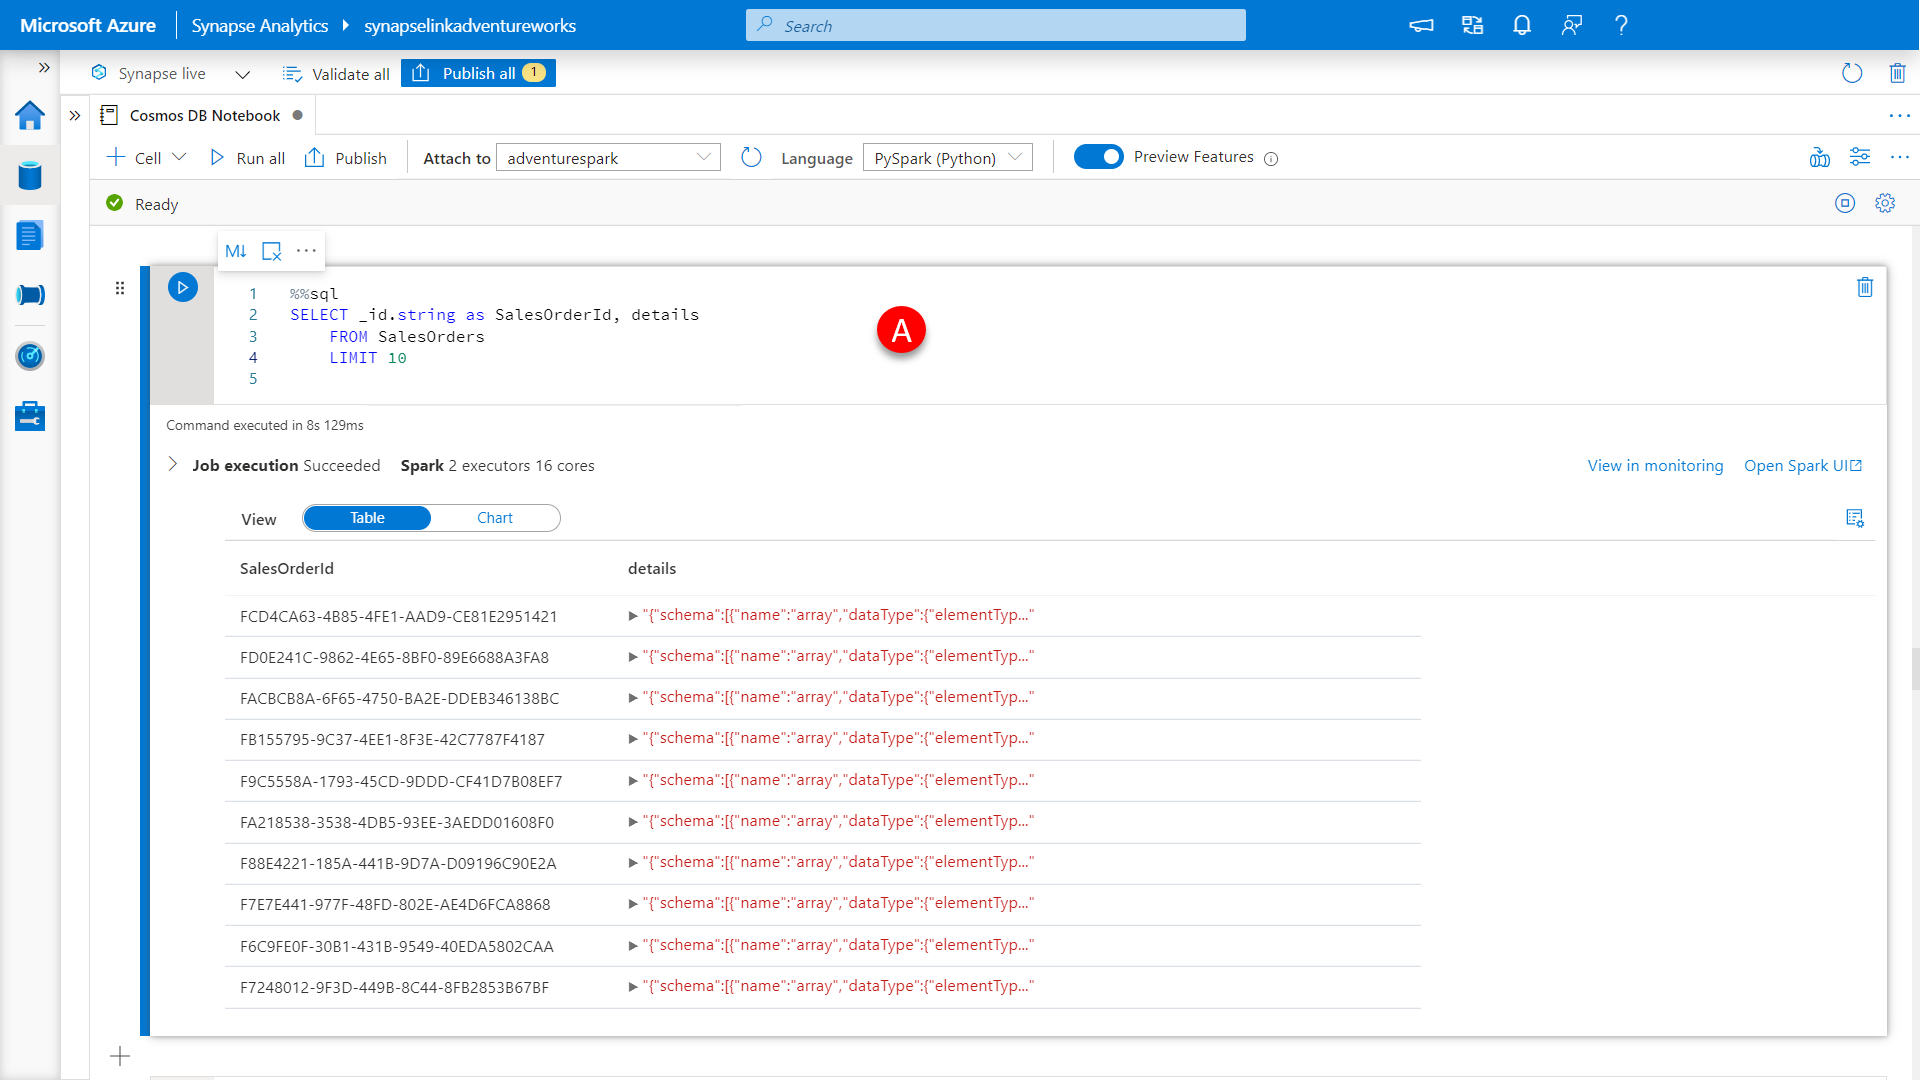 Microsoft Azure Synapse Analytics synapselinkadventureworks Search ?
Synapse live Validate all Publish all 1
Cosmos DB Notebook
Cell Run all Publish Attach to adventurespark Language PySpark (Python) Preview Features
Ready
M↓
1 %%sql
2 SELECT _id.string as SalesOrderId, details
3 FROM SalesOrders
4 LIMIT 10
5
A
Command executed in 8s 129ms
Job execution Succeeded Spark 2 executors 16 cores View in monitoring Open Spark UI
View Table Chart
SalesOrderId details
FCD4CA63-4B85-4FE1-AAD9-CE81E2951421 "{"schema":[{"name":"array","dataType":{"elementTyp..."
FD0E241C-9862-4E65-8BF0-89E6688A3FA8 "{"schema":[{"name":"array","dataType":{"elementTyp..."
FACBCB8A-6F65-4750-BA2E-DDEB346138BC "{"schema":[{"name":"array","dataType":{"elementTyp..."
FB155795-9C37-4EE1-8F3E-42C7787F4187 "{"schema":[{"name":"array","dataType":{"elementTyp..."
F9C5558A-1793-45CD-9DDD-CF41D7B08EF7 "{"schema":[{"name":"array","dataType":{"elementTyp..."
FA218538-3538-4DB5-93EE-3AEDD01608F0 "{"schema":[{"name":"array","dataType":{"elementTyp..."
F88E4221-185A-441B-9D7A-D09196C90E2A "{"schema":[{"name":"array","dataType":{"elementTyp..."
F7E7E441-977F-48FD-802E-AE4D6FCA8868 "{"schema":[{"name":"array","dataType":{"elementTyp..."
F6C9FE0F-30B1-431B-9549-40EDA5802CAA "{"schema":[{"name":"array","dataType":{"elementTyp..."
F7248012-9F3D-449B-8C44-8FB2853B67BF "{"schema":[{"name":"array","dataType":{"elementTyp..."